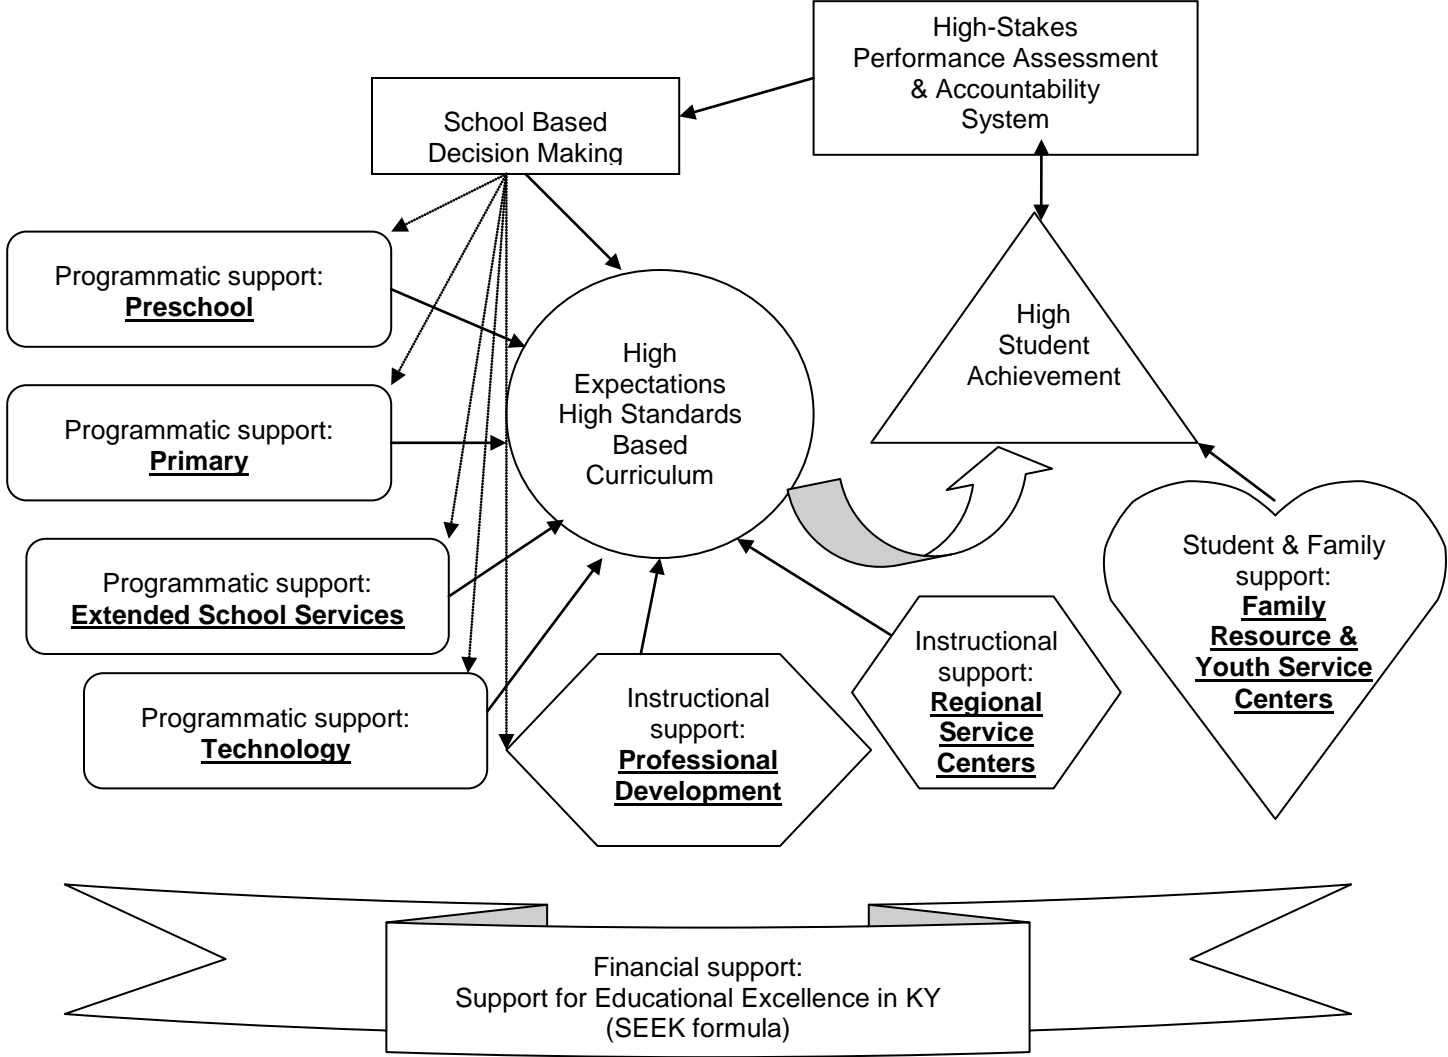 High-Stakes
Performance Assessment
& Accountability
System
School Based
Decision Making
Programmatic support:
Preschool
High
Student
Achievement
High
Expectations
High Standards
Based
Curriculum
Programmatic support:
Primary
Programmatic support:
Extended School Services
Student & Family
support:
Family
Resource &
Youth Service
Centers
Instructional
support:
Regional
Service
Centers
Instructional
support:
Professional
Development
Programmatic support:
Technology
Financial support:
Support for Educational Excellence in KY
(SEEK formula)